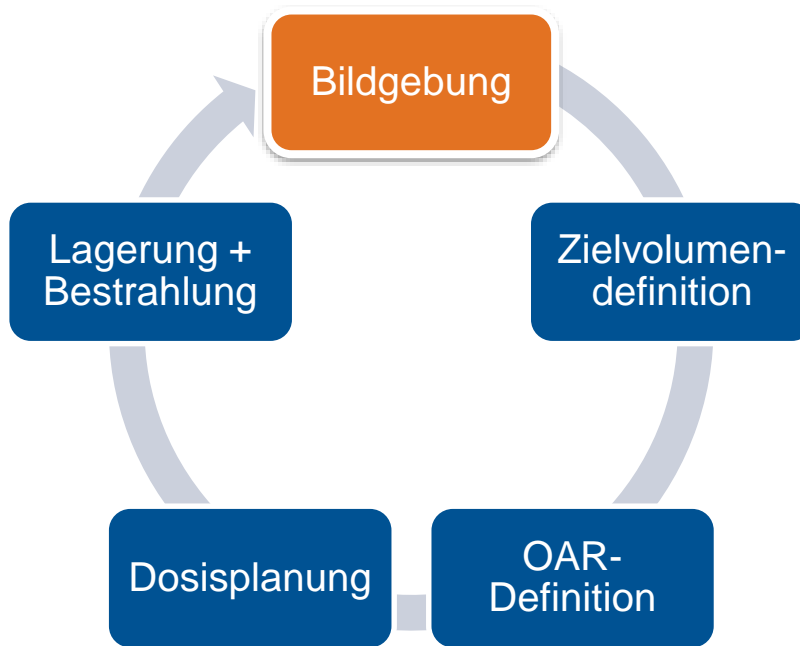 Bildgebung
Zielvolumen-
definition
OAR-
Definition
Dosisplanung
Lagerung +
Bestrahlung